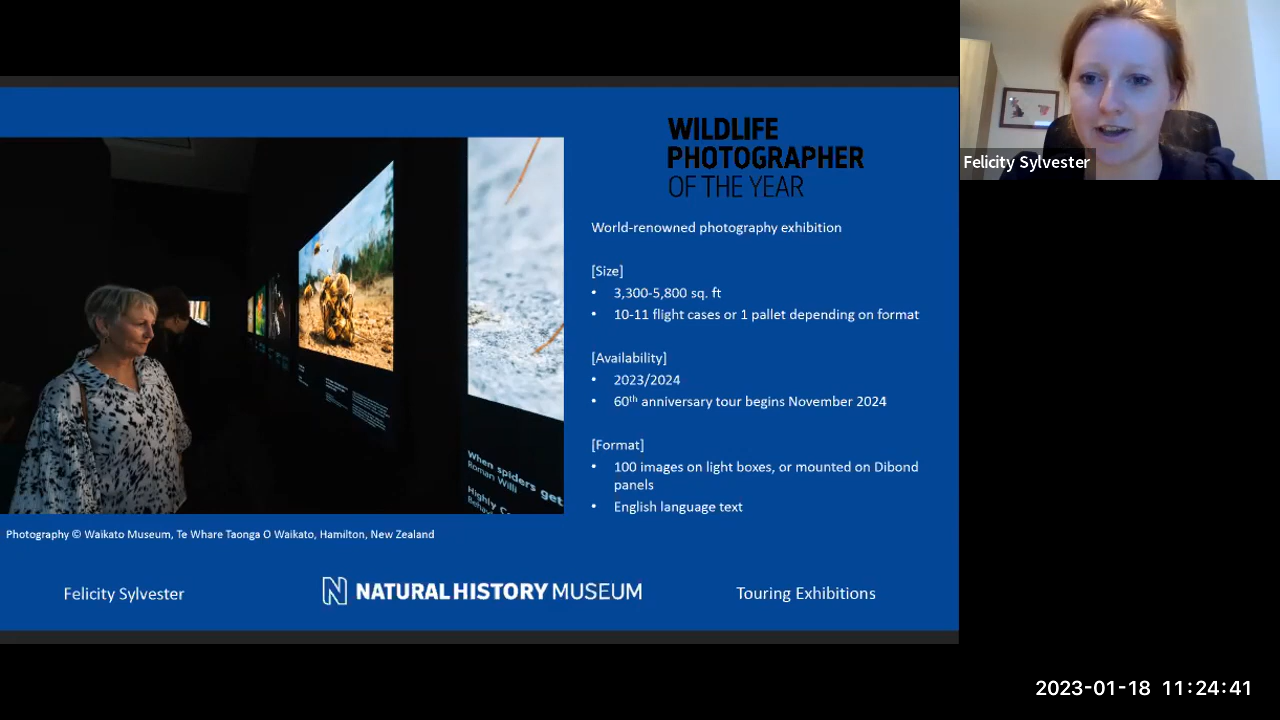 Felicity Sylvester
WILDLIFE
PHOTOGRAPHER
OF THE YEAR
World-renowned photography exhibition
[Size]
• 3,300-5,800 sq. ft
• 10-11 flight cases or 1 pallet depending on format
[Availability]
• 2023/2024
• 60th anniversary tour begins November 2024
[Format]
• 100 images on light boxes, or mounted on Dibond
panels
• English language text
When spiders get
Roman Willi
Highly
Photography © Waikato Museum, Te Whare Taonga O Waikato, Hamilton, New Zealand
Felicity Sylvester
NATURAL HISTORY MUSEUM
Touring Exhibitions
2023-01-18 11:24:41